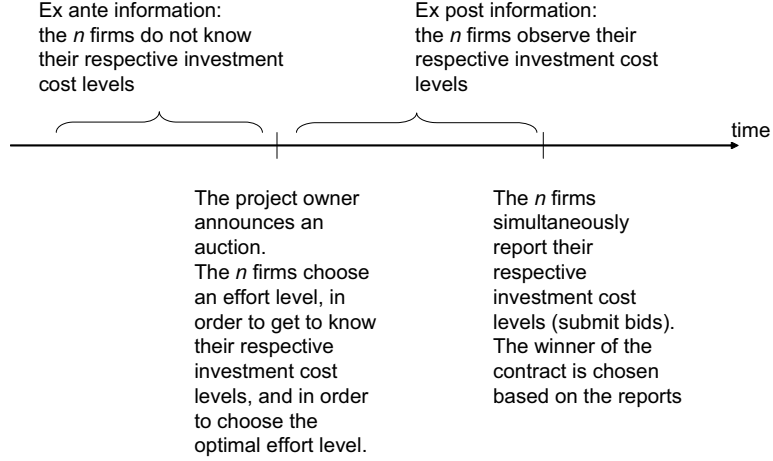 Ex ante information:
the n firms do not know
their respective investment
cost levels
Ex post information:
the n firms observe their
respective investment cost
levels
time
The project owner
announces an
auction.
The n firms choose
an effort level, in
order to get to know
their respective
investment cost
levels, and in order
to choose the
optimal effort level.
The n firms
simultaneously
report their
respective
investment cost
levels (submit bids).
The winner of the
contract is chosen
based on the reports